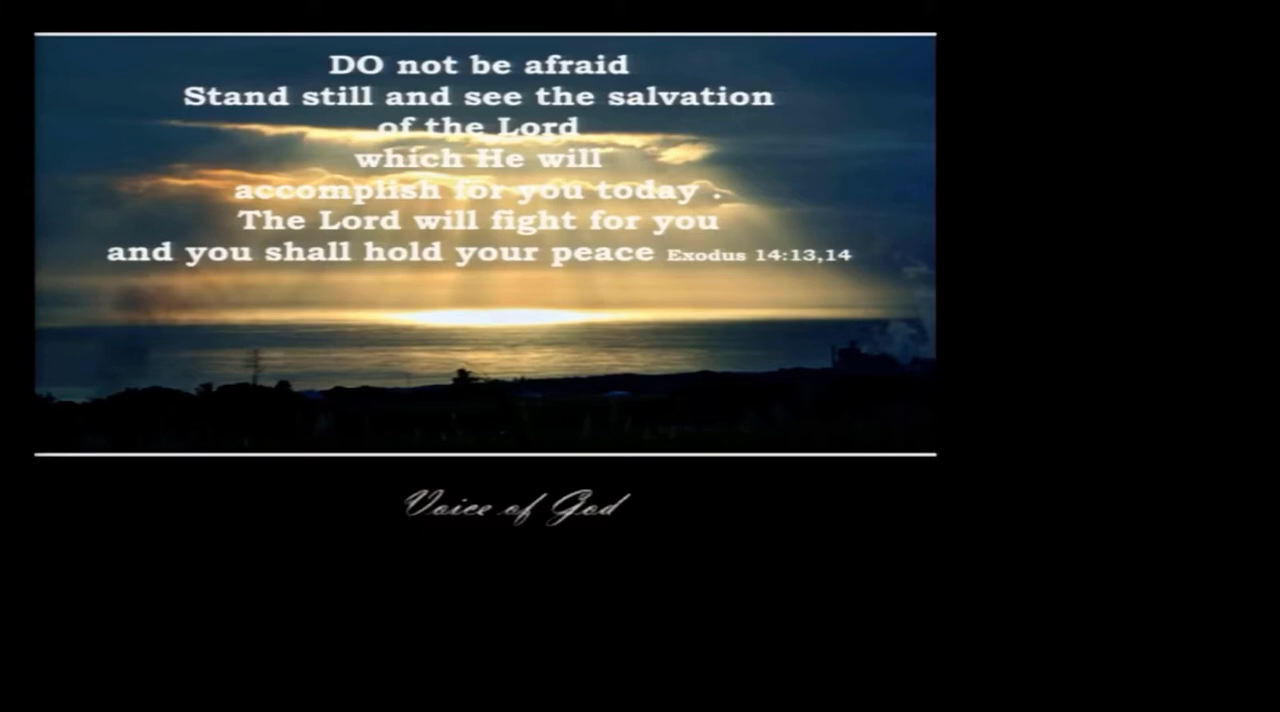 DO not be afraid
Stand still and see the salvation
of the Lord
which He will
accomplish for you today .
The Lord will fight for you
and you shall hold your peace Exodus 14:13,14
Voice of God